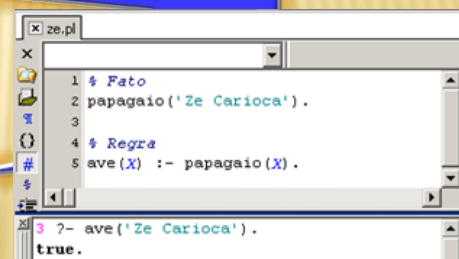 ze.pl
1 % Fato
2 papagaio('Ze Carioca').
3
4 % Regra
5 ave(X) :- papagaio(X).
3 ?- ave('Ze Carioca').
true.